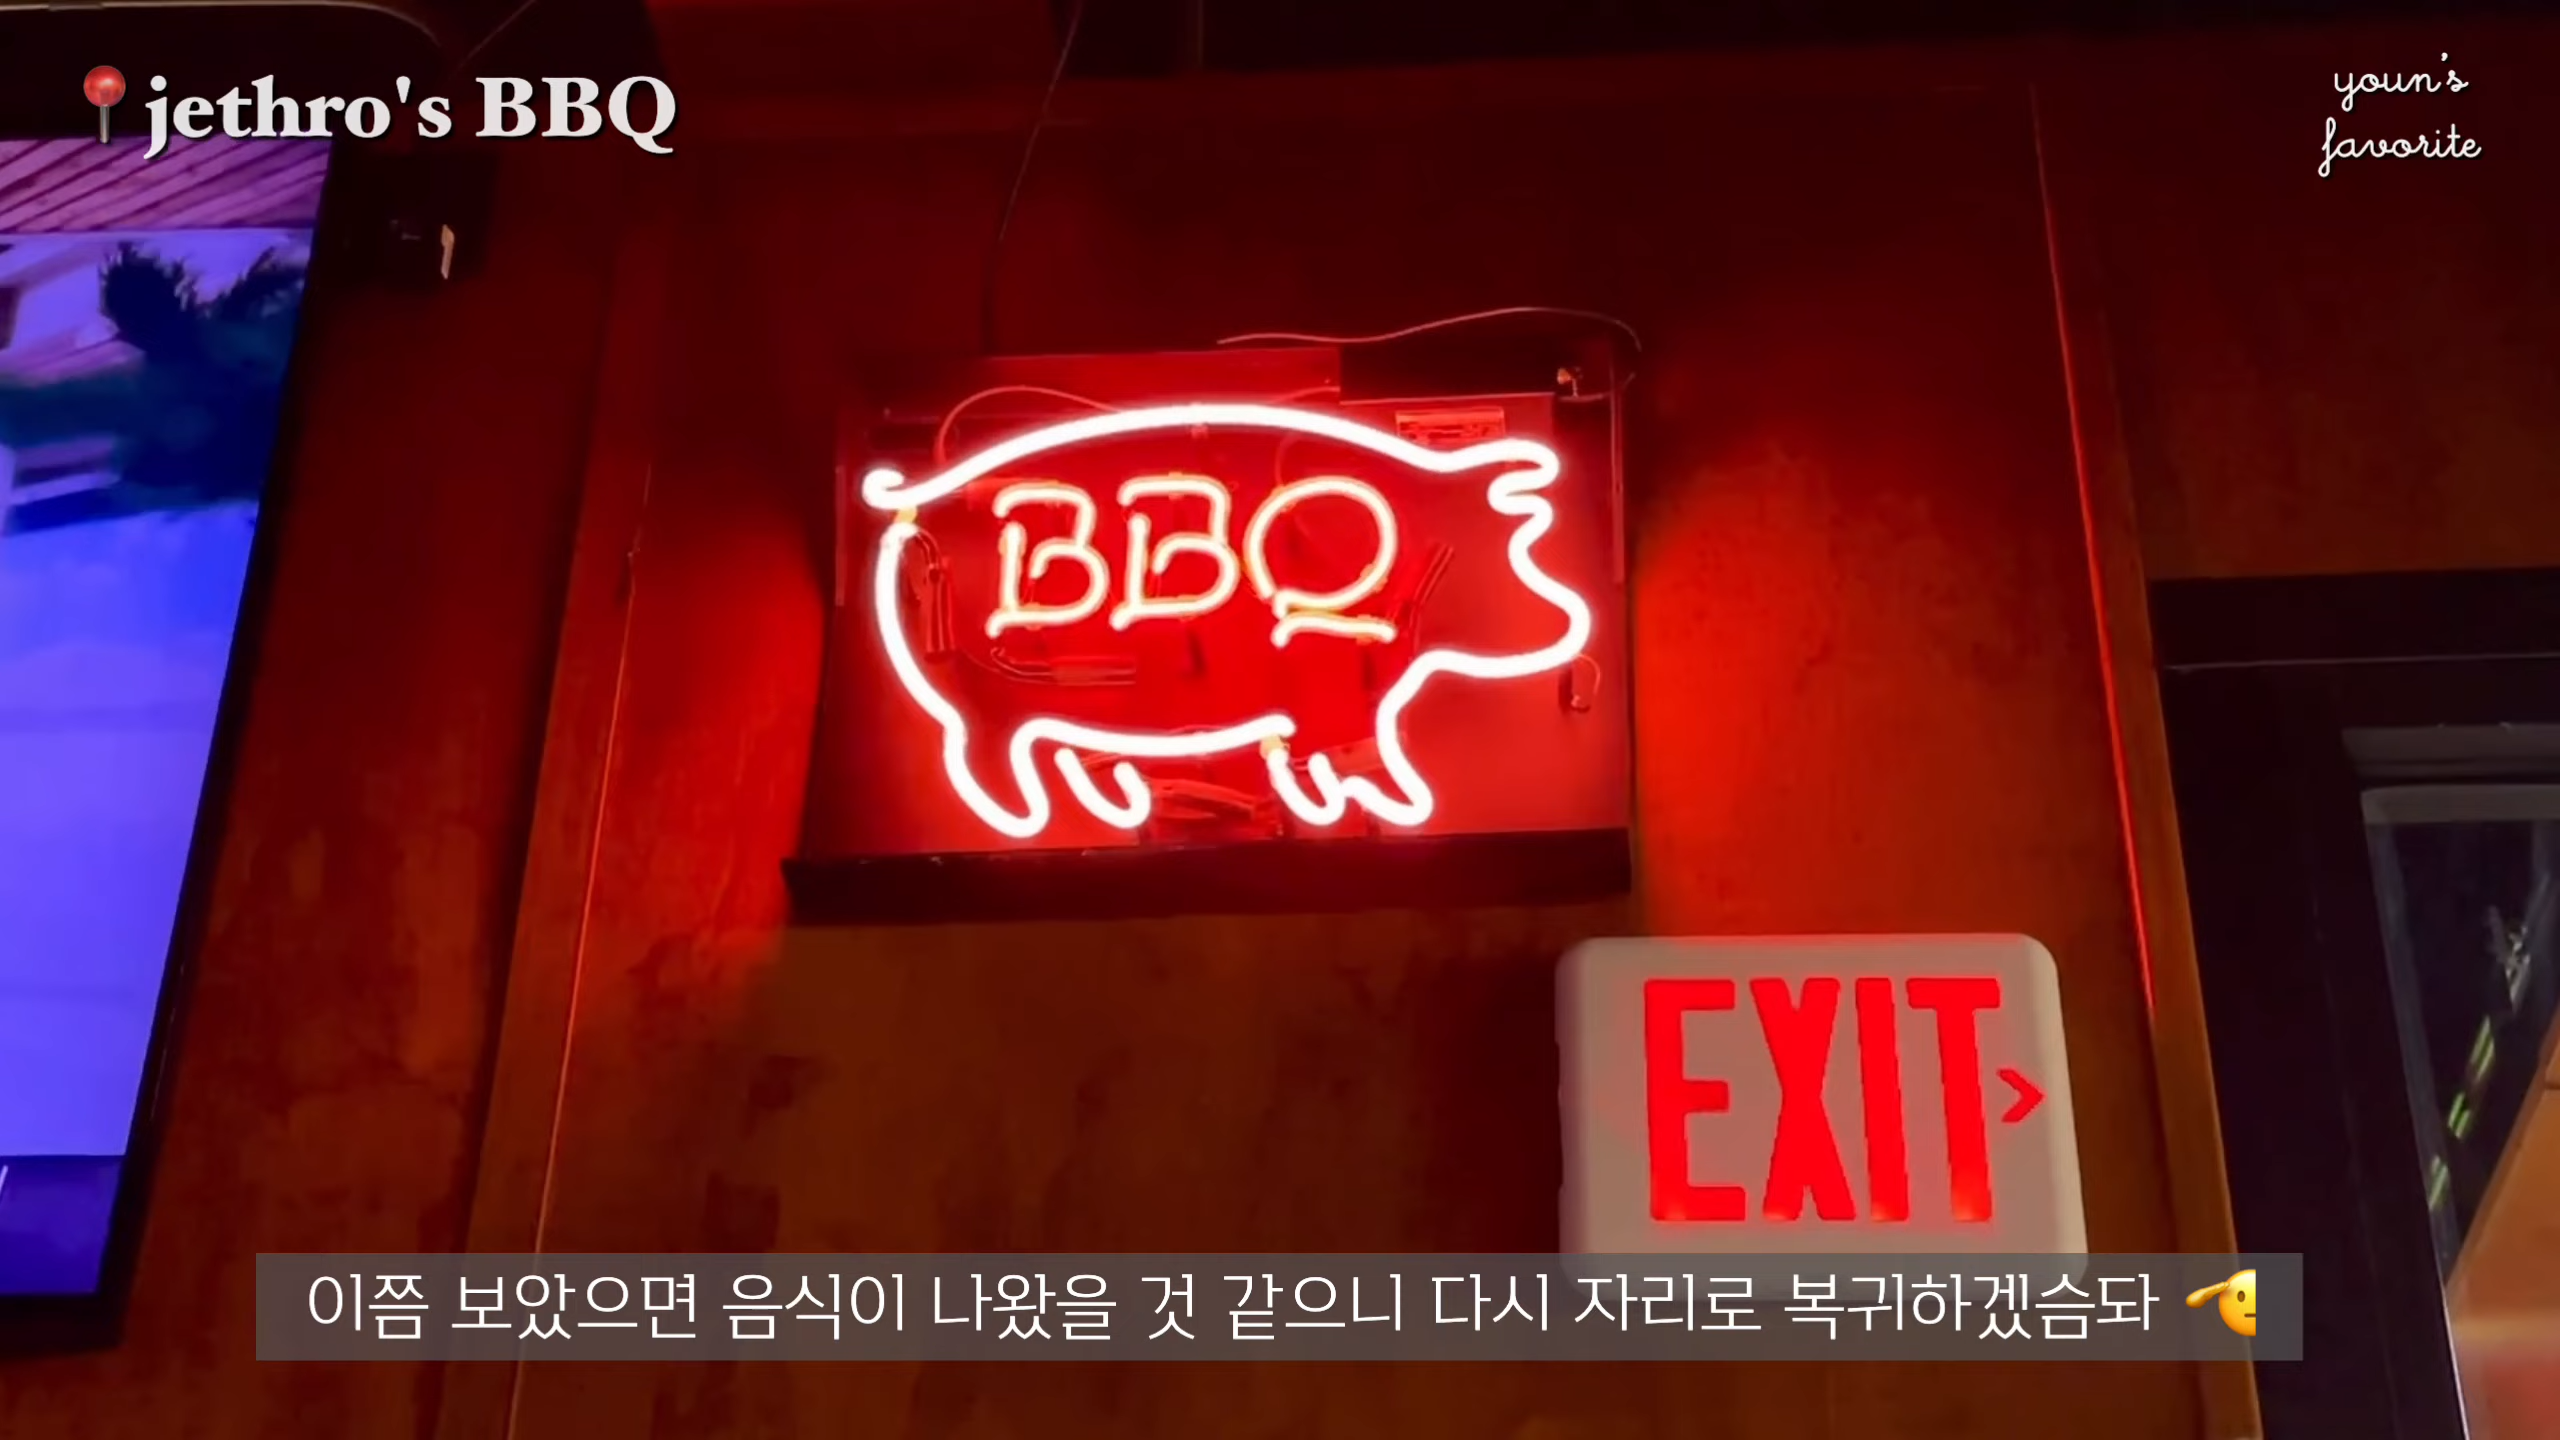 📍jethro's BBQ
youn's
favorite
BBQ
EXIT >
이쯤 보았으면 음식이 나왔을 것 같으니 다시 자리로 복귀하겠슴돠 🫡